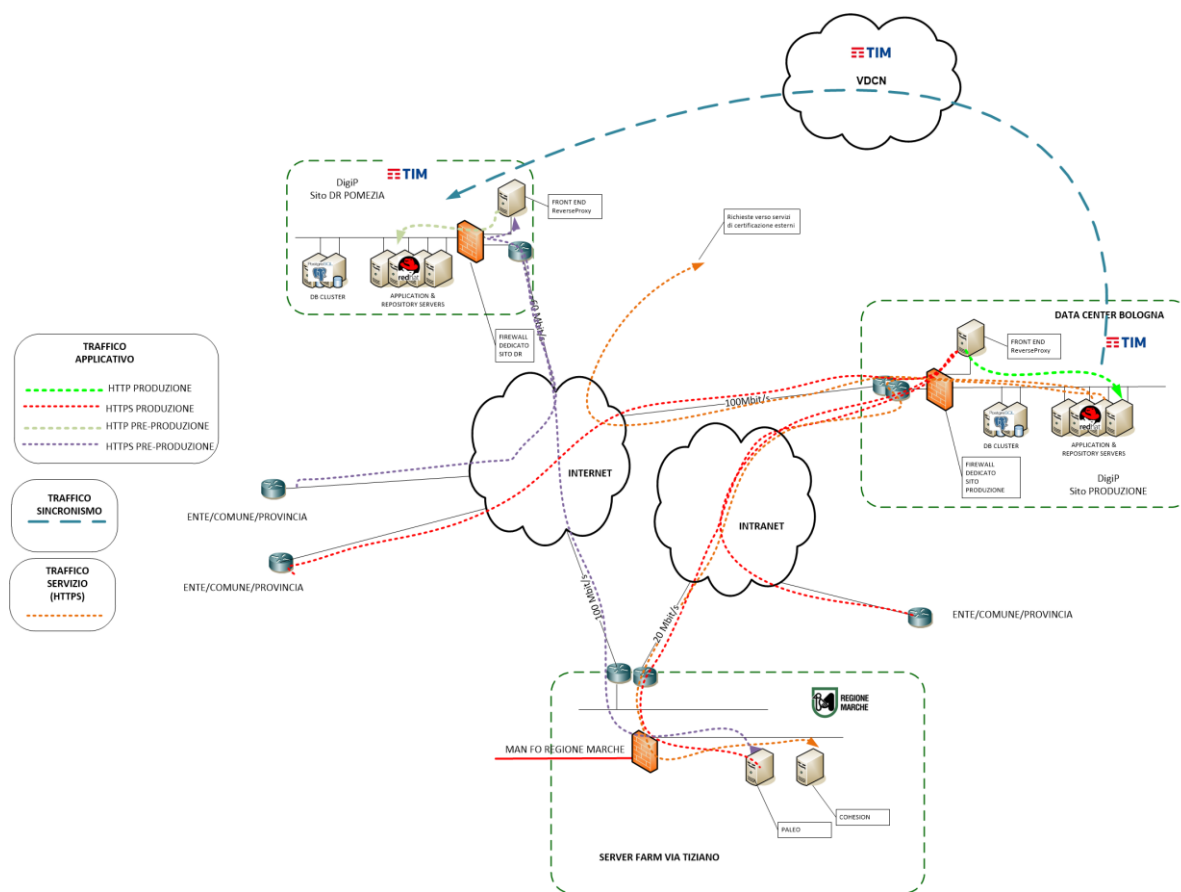 TIM
VDCN
DigiP
Sito DR POMEZIA
TIM
FRONT END
ReverseProxy
PostgreSQL
redhat
DB CLUSTER
APPLICATION &
REPOSITORY SERVERS
FIREWALL
DEDICATO
SITO DR
60 Mbit/s
Richieste verso servizi
di certificazione esterni
DATA CENTER BOLOGNA
TIM
FRONT END
ReverseProxy
100Mbit/s
PostgreSQL
redhat
DB CLUSTER
APPLICATION &
REPOSITORY SERVERS
FIREWALL
DEDICATO
SITO
PRODUZIONE
DigiP
Sito PRODUZIONE
TRAFFICO
APPLICATIVO
HTTP PRODUZIONE
HTTPS PRODUZIONE
HTTP PRE-PRODUZIONE
HTTPS PRE-PRODUZIONE
TRAFFICO
SINCRONISMO
TRAFFICO
SERVIZIO
(HTTPS)
INTERNET
INTRANET
ENTE/COMUNE/PROVINCIA
ENTE/COMUNE/PROVINCIA
ENTE/COMUNE/PROVINCIA
100 Mbit/s
20 Mbit/s
REGIONE
MARCHE
MAN FO REGIONE MARCHE
PALEO
COHESION
SERVER FARM VIA TIZIANO